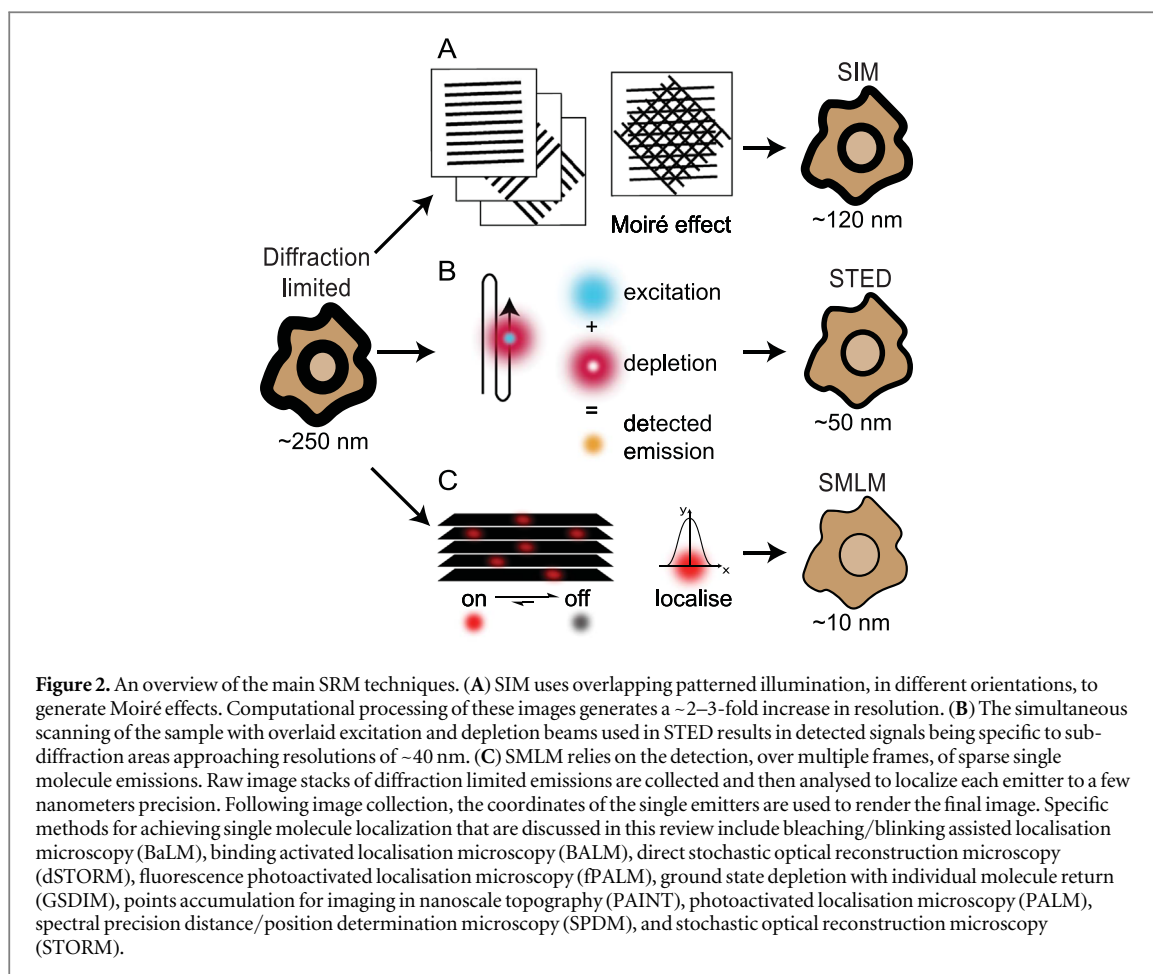 A
SIM
Moiré effect
~120 nm
Diffraction
limited
~250 nm
B
excitation
+
depletion
=
detected
emission
STED
~50 nm
C
on
off
y
x
localise
SMLM
~10 nm
Figure 2. An overview of the main SRM techniques. (A) SIM uses overlapping patterned illumination, in different orientations, to
generate Moiré effects. Computational processing of these images generates a ~2–3-fold increase in resolution. (B) The simultaneous
scanning of the sample with overlaid excitation and depletion beams used in STED results in detected signals being specific to sub-
diffraction areas approaching resolutions of ~40 nm. (C) SMLM relies on the detection, over multiple frames, of sparse single
molecule emissions. Raw image stacks of diffraction limited emissions are collected and then analysed to localize each emitter to a few
nanometers precision. Following image collection, the coordinates of the single emitters are used to render the final image. Specific
methods for achieving single molecule localization that are discussed in this review include bleaching/blinking assisted localisation
microscopy (BaLM), binding activated localisation microscopy (BALM), direct stochastic optical reconstruction microscopy
(dSTORM), fluorescence photoactivated localisation microscopy (fPALM), ground state depletion with individual molecule return
(GSDIM), points accumulation for imaging in nanoscale topography (PAINT), photoactivated localisation microscopy (PALM),
spectral precision distance/position determination microscopy (SPDM), and stochastic optical reconstruction microscopy
(STORM).